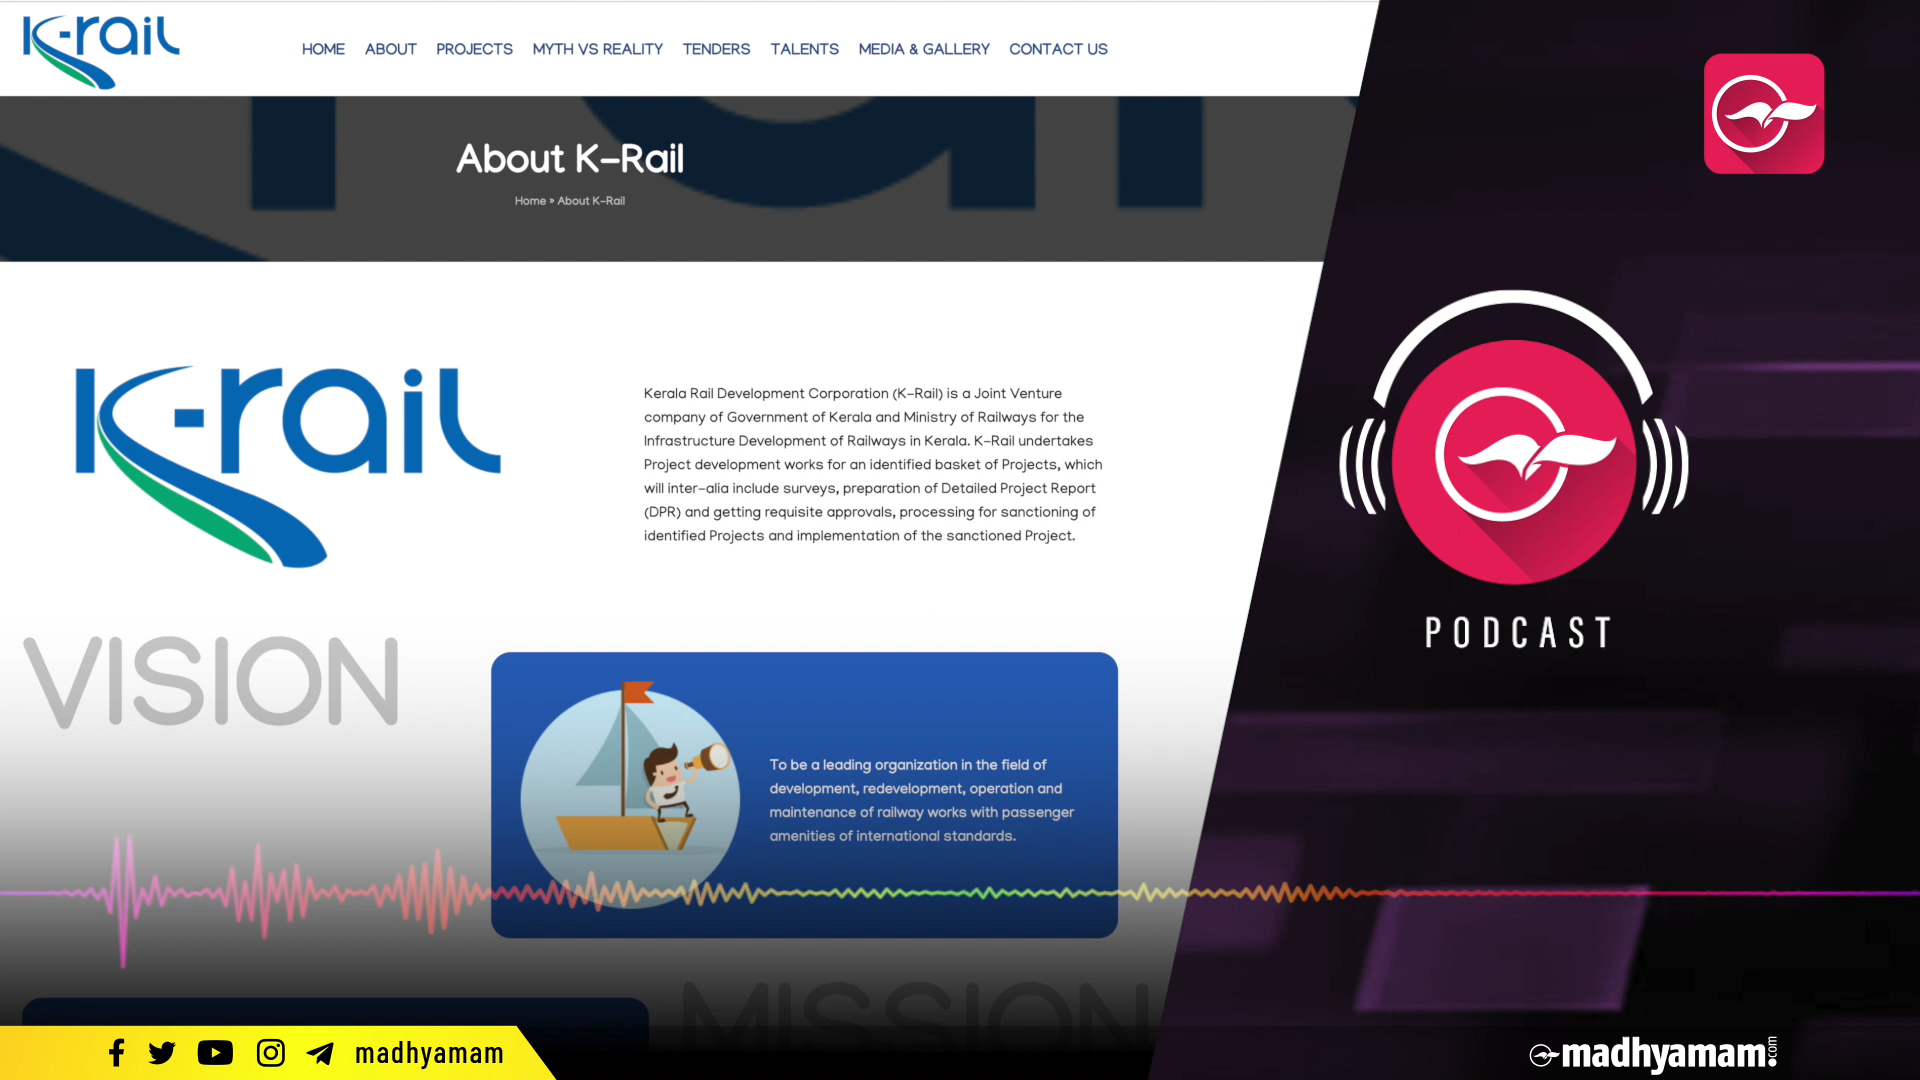 K-rail
HOME ABOUT PROJECTS MYTH VS REALITY TENDERS TALENTS MEDIA & GALLERY CONTACT US
About K-Rail
Home » About K-Rail
K-rail
Kerala Rail Development Corporation (K-Rail) is a Joint Venture
company of Government of Kerala and Ministry of Railways for the
Infrastructure Development of Railways in Kerala. K-Rail undertakes
Project development works for an identified basket of Projects, which
will inter-alia include surveys, preparation of Detailed Project Report
(DPR) and getting requisite approvals, processing for sanctioning of
identified Projects and implementation of the sanctioned Project.
PODCAST
VISION
To be a leading organization in the field of
development, redevelopment, operation and
maintenance of railway works with passenger
amenities of international standards.
MISSION
madhyamam
madhyamam.com